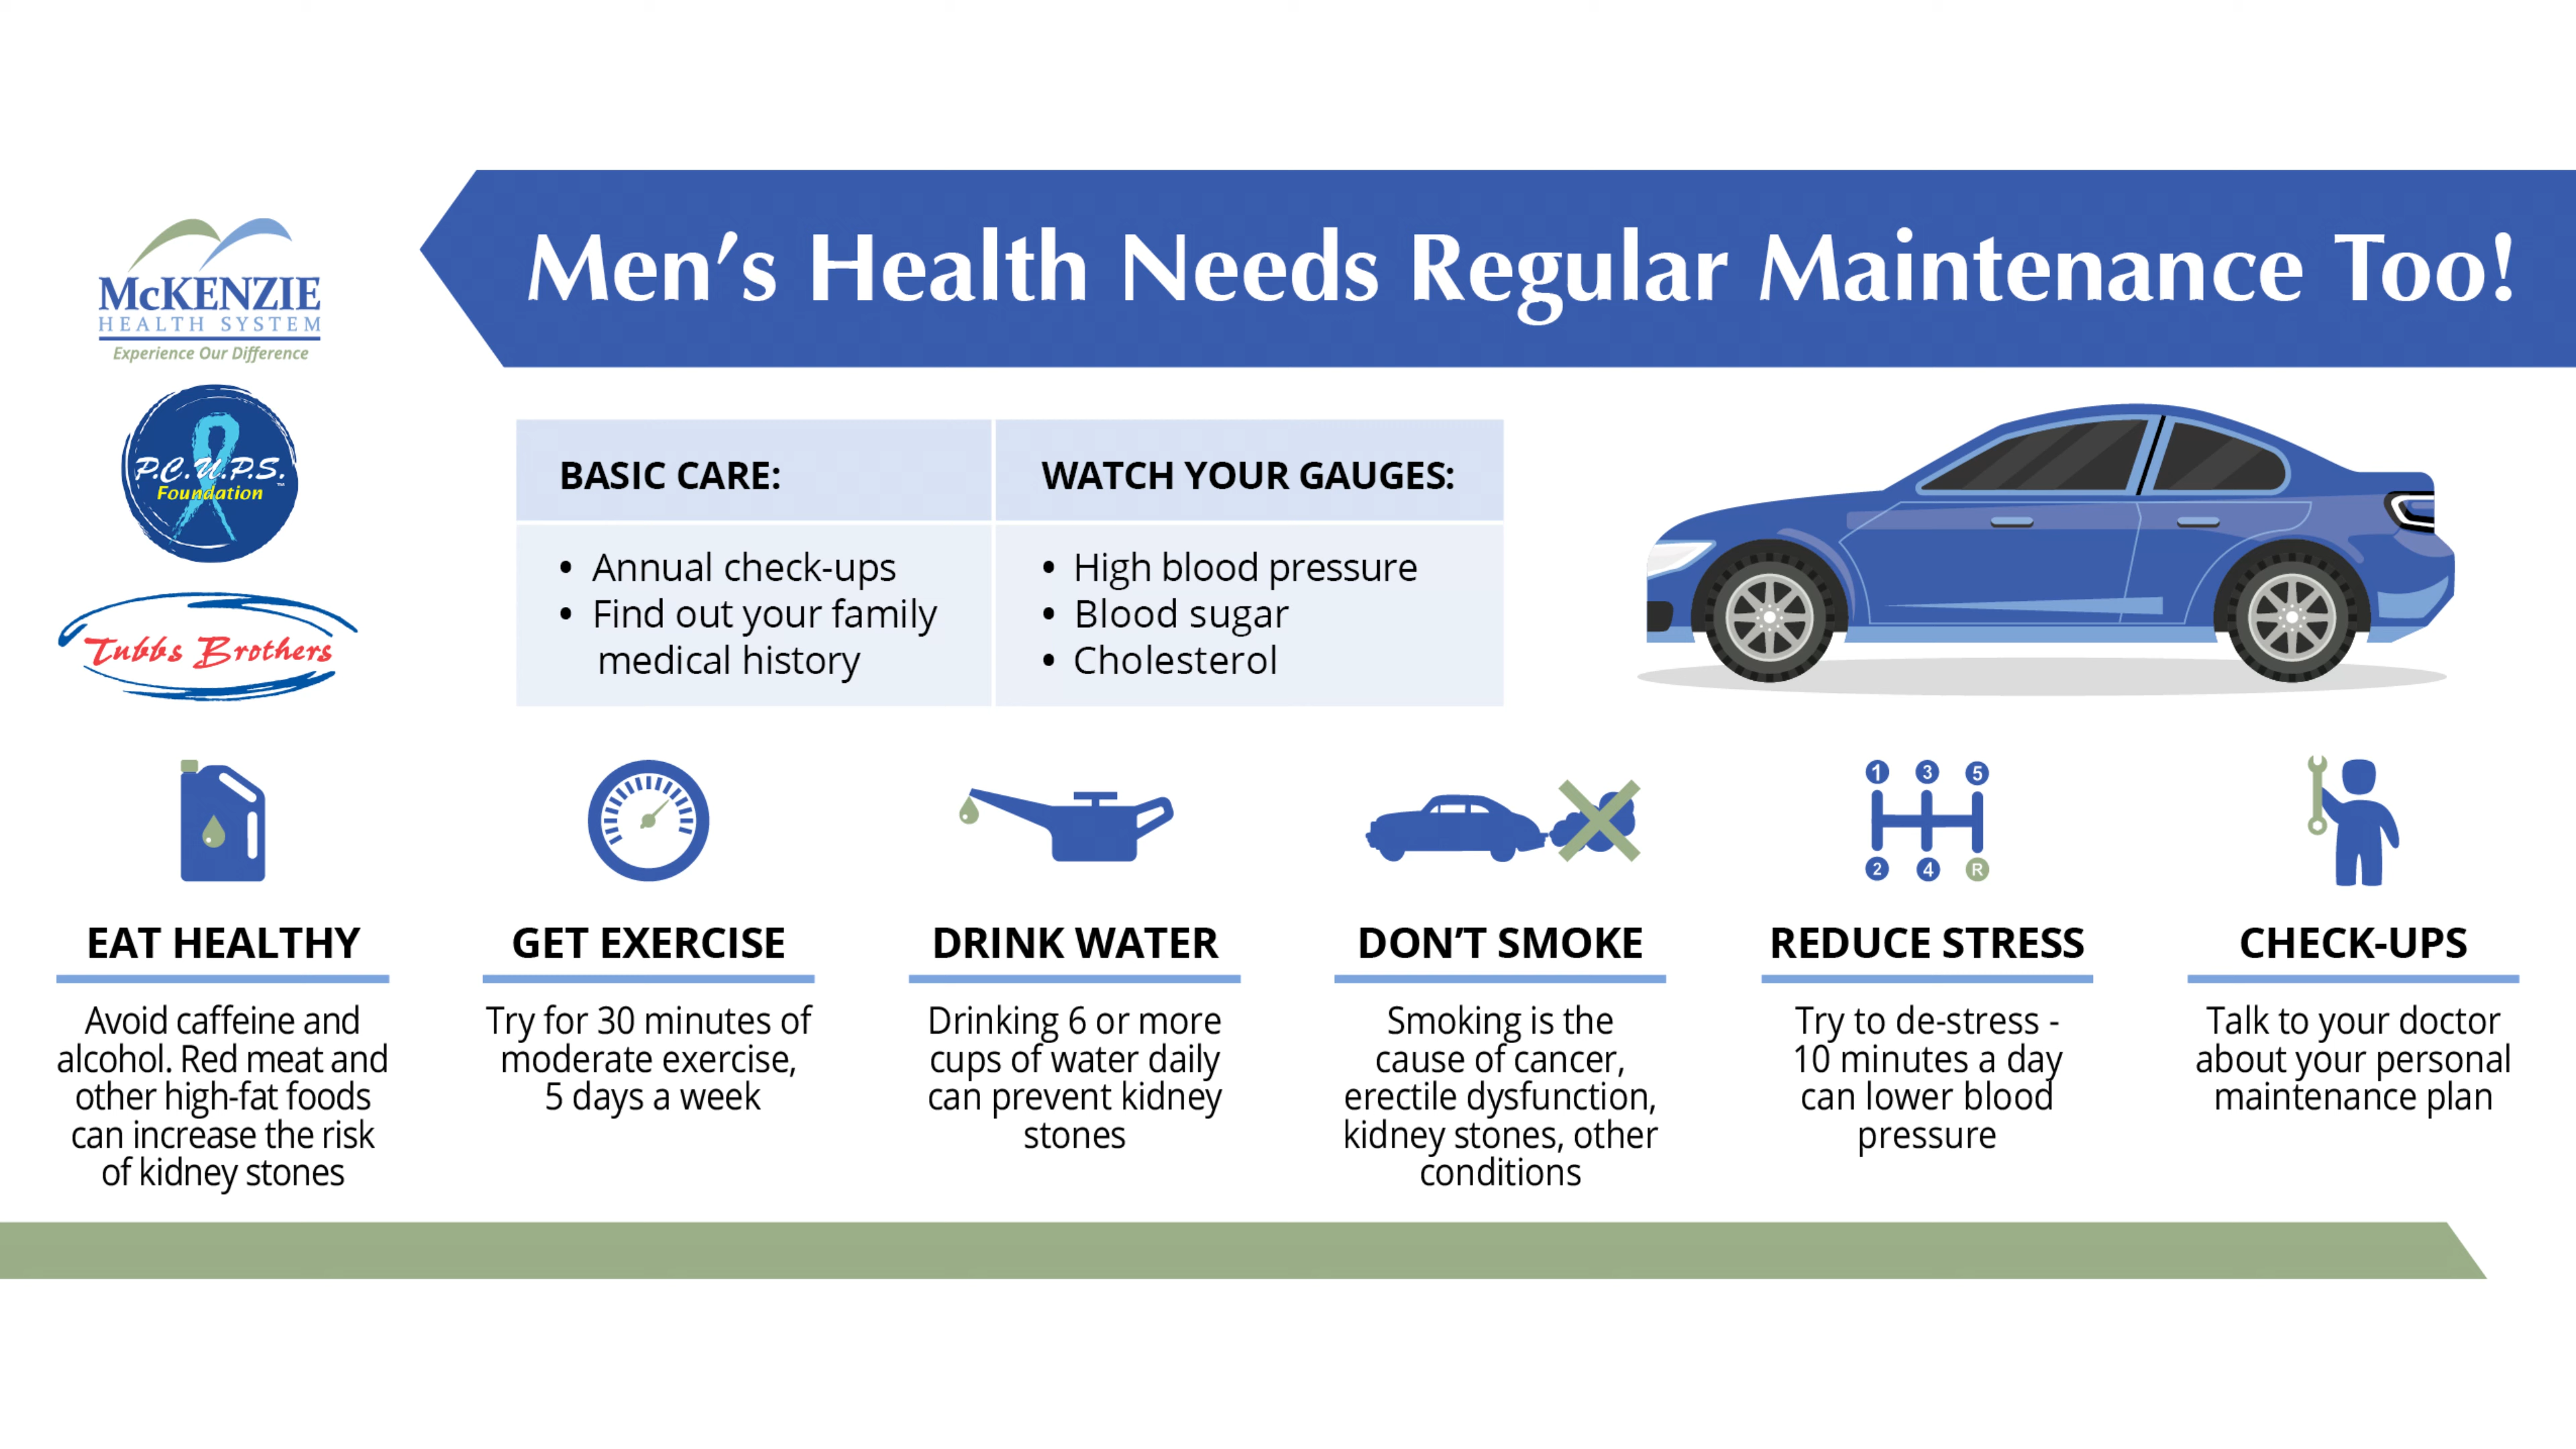 McKENZIE
HEALTH SYSTEM
Experience Our Difference
P.C.U.P.S.
Foundation
™
Tubbs Brothers
Men's Health Needs Regular Maintenance Too!
BASIC CARE:
• Annual check-ups
• Find out your family
medical history
WATCH YOUR GAUGES:
• High blood pressure
• Blood sugar
• Cholesterol
EAT HEALTHY
Avoid caffeine and
alcohol. Red meat and
other high-fat foods
can increase the risk
of kidney stones
GET EXERCISE
Try for 30 minutes of
moderate exercise,
5 days a week
DRINK WATER
Drinking 6 or more
cups of water daily
can prevent kidney
stones
DON'T SMOKE
Smoking is the
cause of cancer,
erectile dysfunction,
kidney stones, other
conditions
1 3 5
2 4 R
REDUCE STRESS
Try to de-stress -
10 minutes a day
can lower blood
pressure
CHECK-UPS
Talk to your doctor
about your personal
maintenance plan